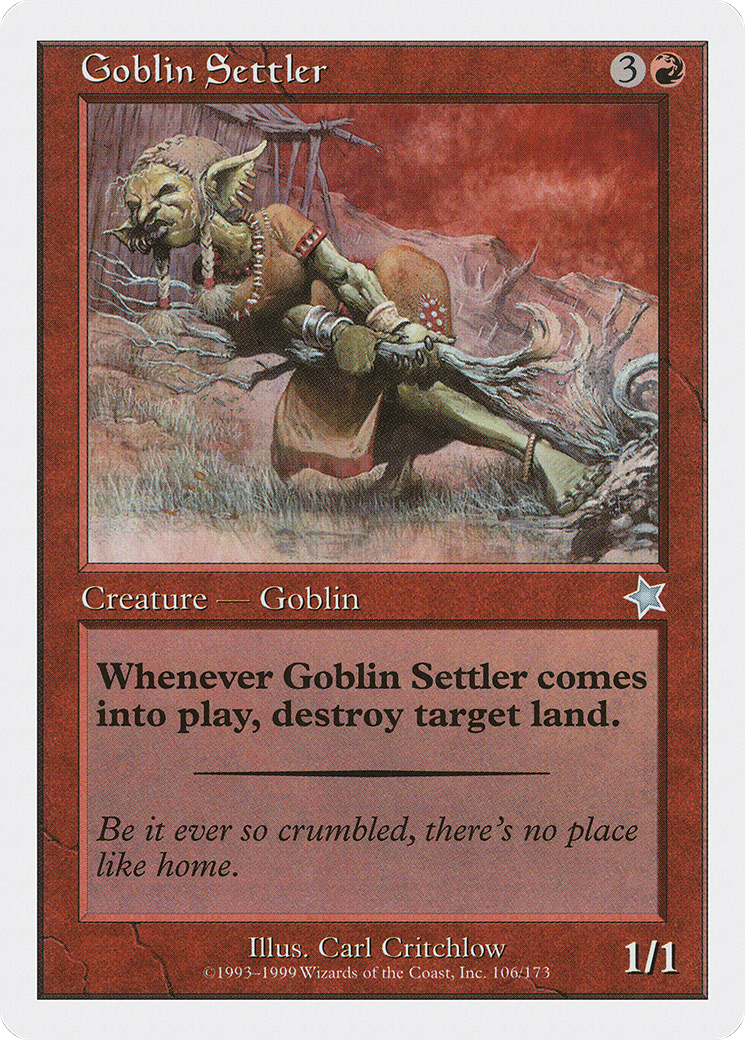 Goblin Settler
3
Creature — Goblin
Whenever Goblin Settler comes
into play, destroy target land.
Be it ever so crumbled, there's no place
like home.
Illus. Carl Critchlow
©1993–1999 Wizards of the Coast, Inc. 106/173
1/1